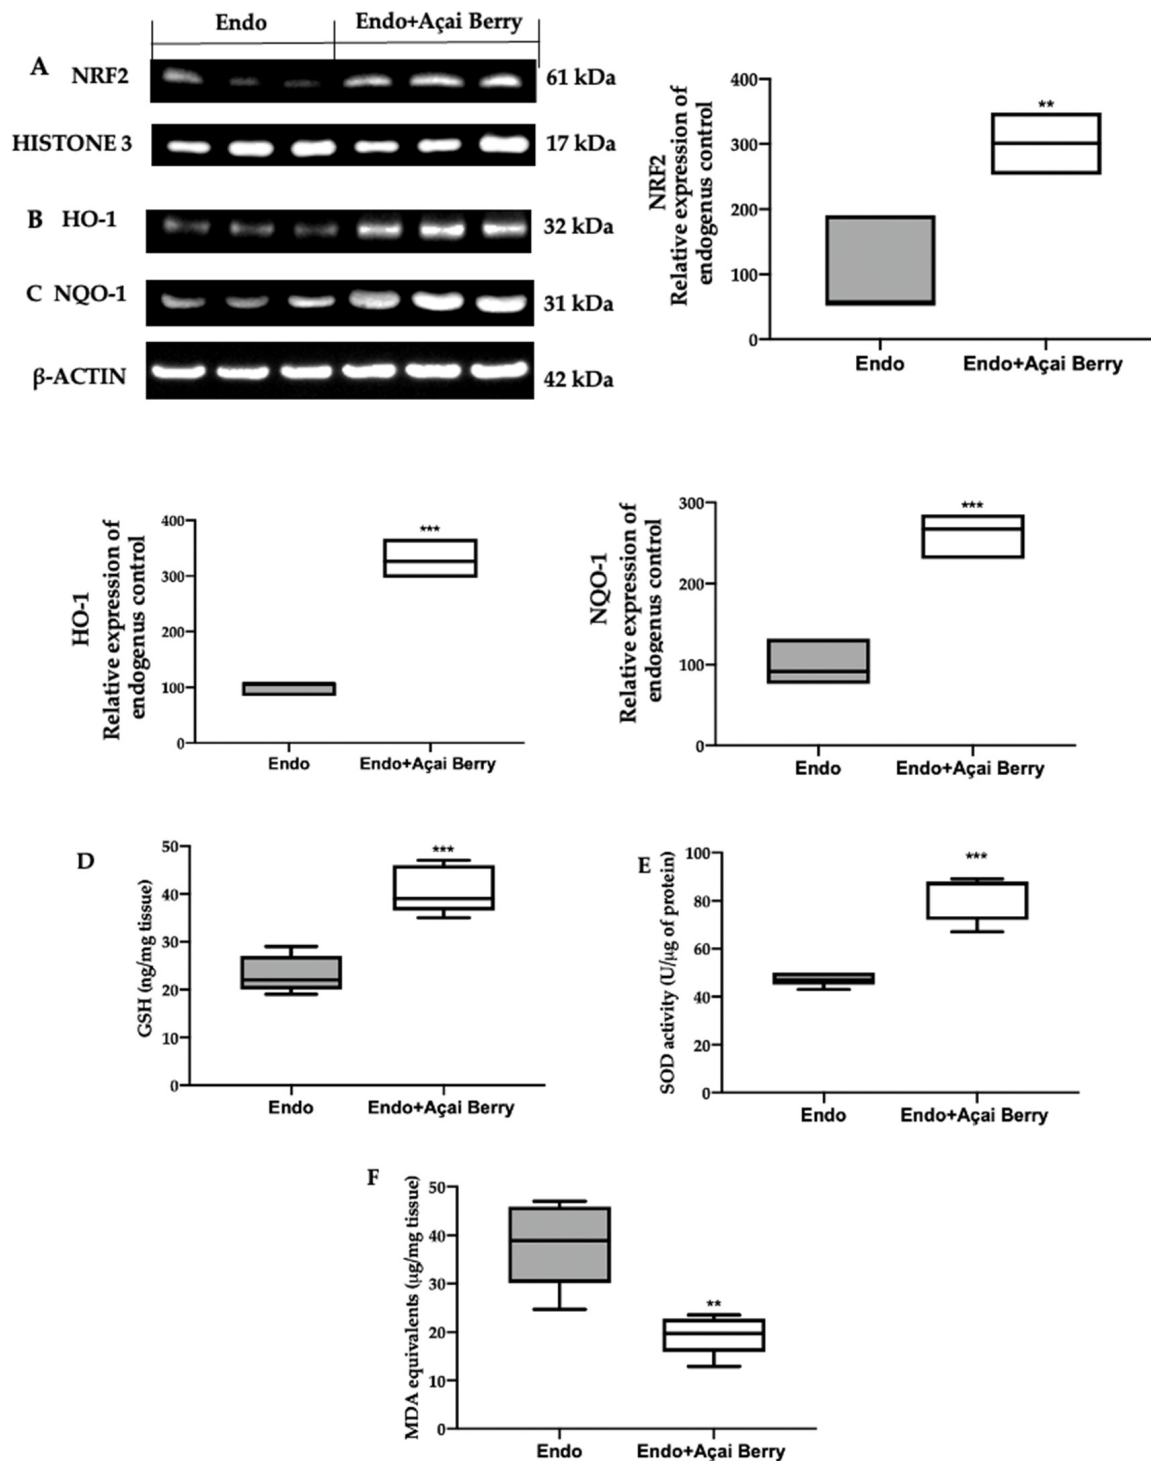 Endo Endo+Açai Berry
A NRF2 61 kDa
HISTONE 3 17 kDa
B HO-1 32 kDa
C NQO-1 31 kDa
β-ACTIN 42 kDa
NRF2
Relative expression of
endogenus control
400
300
200
100
0
**
Endo Endo+Açai Berry
HO-1
Relative expression of
endogenus control
400
300
200
100
0
***
Endo Endo+Açai Berry
NQO-1
Relative expression of
endogenus control
300
200
100
0
***
Endo Endo+Açai Berry
D
GSH (ng/mg tissue)
50
40
30
20
10
0
***
Endo Endo+Açai Berry
E
SOD activity (U/µg of protein)
100
80
60
40
20
0
***
Endo Endo+Açai Berry
F
MDA equivalents (µg/mg tissue)
50
40
30
20
10
0
**
Endo Endo+Açai Berry